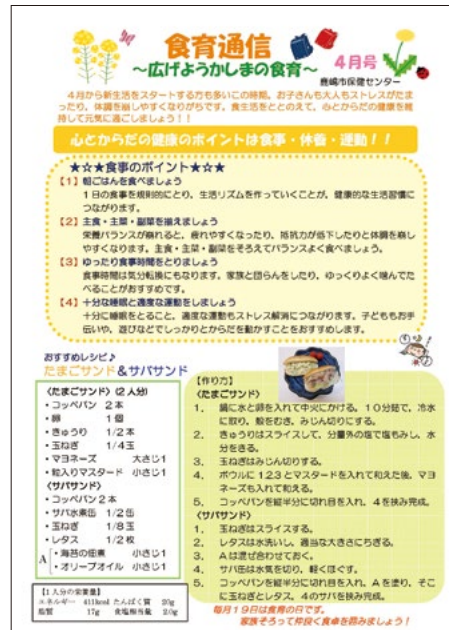 食育通信
～広げようかしまの食育～
4月号
鹿嶋市保健センター
4月から新生活をスタートする方も多いこの時期。お子さんも大人もストレスがたま
ったり、体調を崩しやすくなりがちです。食生活をととのえて、心とからだの健康を維
持して元気に過ごしましょう！！
心とからだの健康のポイントは食事・休養・運動！！
★☆★食事のポイント★☆★
【1】朝ごはんを食べましょう
1日の食事を規則的にとり、生活リズムを作っていくことが、健康的な生活習慣に
つながります。
【2】主食・主菜・副菜を揃えましょう
栄養バランスが崩れると、疲れやすくなったり、抵抗力が低下したりと体調を崩し
やすくなります。主食・主菜・副菜をそろえてバランスよく食べましょう。
【3】ゆったり食事時間をとりましょう
食事時間は気分転換にもなります。家族と団らんをしたり、ゆっくりよく噛んでた
べることがおすすめです。
【4】十分な睡眠と適度な運動をしましょう
十分に睡眠をとること、適度な運動もストレス解消につながります。子どももお手
伝いや、遊びなどでしっかりとからだを動かすことをおすすめします。
おすすめレシピ♪
たまごサンド＆サバサンド
〈たまごサンド〉（2人分）
・コッペパン 2本
・卵 1個
・きゅうり 1/2本
・玉ねぎ 1/4玉
・マヨネーズ 大さじ1
・粒入りマスタード 小さじ1
〈サバサンド〉
・コッペパン2本
・サバ水煮缶 1/2缶
・玉ねぎ 1/8玉
・レタス 1/2枚
A ・海苔の佃煮 小さじ1
・オリーブオイル 小さじ1
【1人分の栄養量】
エネルギー 411kcal たんぱく質 20g
脂質 17g 食塩相当量 2.0g
【作り方】
〈たまごサンド〉
1. 鍋に水と卵を入れて中火にかける。10分茹で、冷水
に取り、殻をむき、みじん切りにする。
2. きゅうりはスライスして、分量外の塩で塩もみし、水
分をきる。
3. 玉ねぎはみじん切りする。
4. ボウルに1,2,3とマスタードを入れて和えた後、マヨ
ネーズも入れて和える。
5. コッペパンを縦半分に切れ目を入れ、4を挟み完成。
〈サバサンド〉
1. 玉ねぎはスライスする。
2. レタスは水洗いし、適当な大きさにちぎる。
3. Aは混ぜ合わせておく。
4. サバ缶は水気を切り、軽くほぐす。
5. コッペパンを縦半分に切れ目を入れ、Aを塗り、そこ
に玉ねぎとレタス、4のサバを挟み完成。
毎月19日は食育の日です。
家族そろって仲良く食卓を囲みましょう！